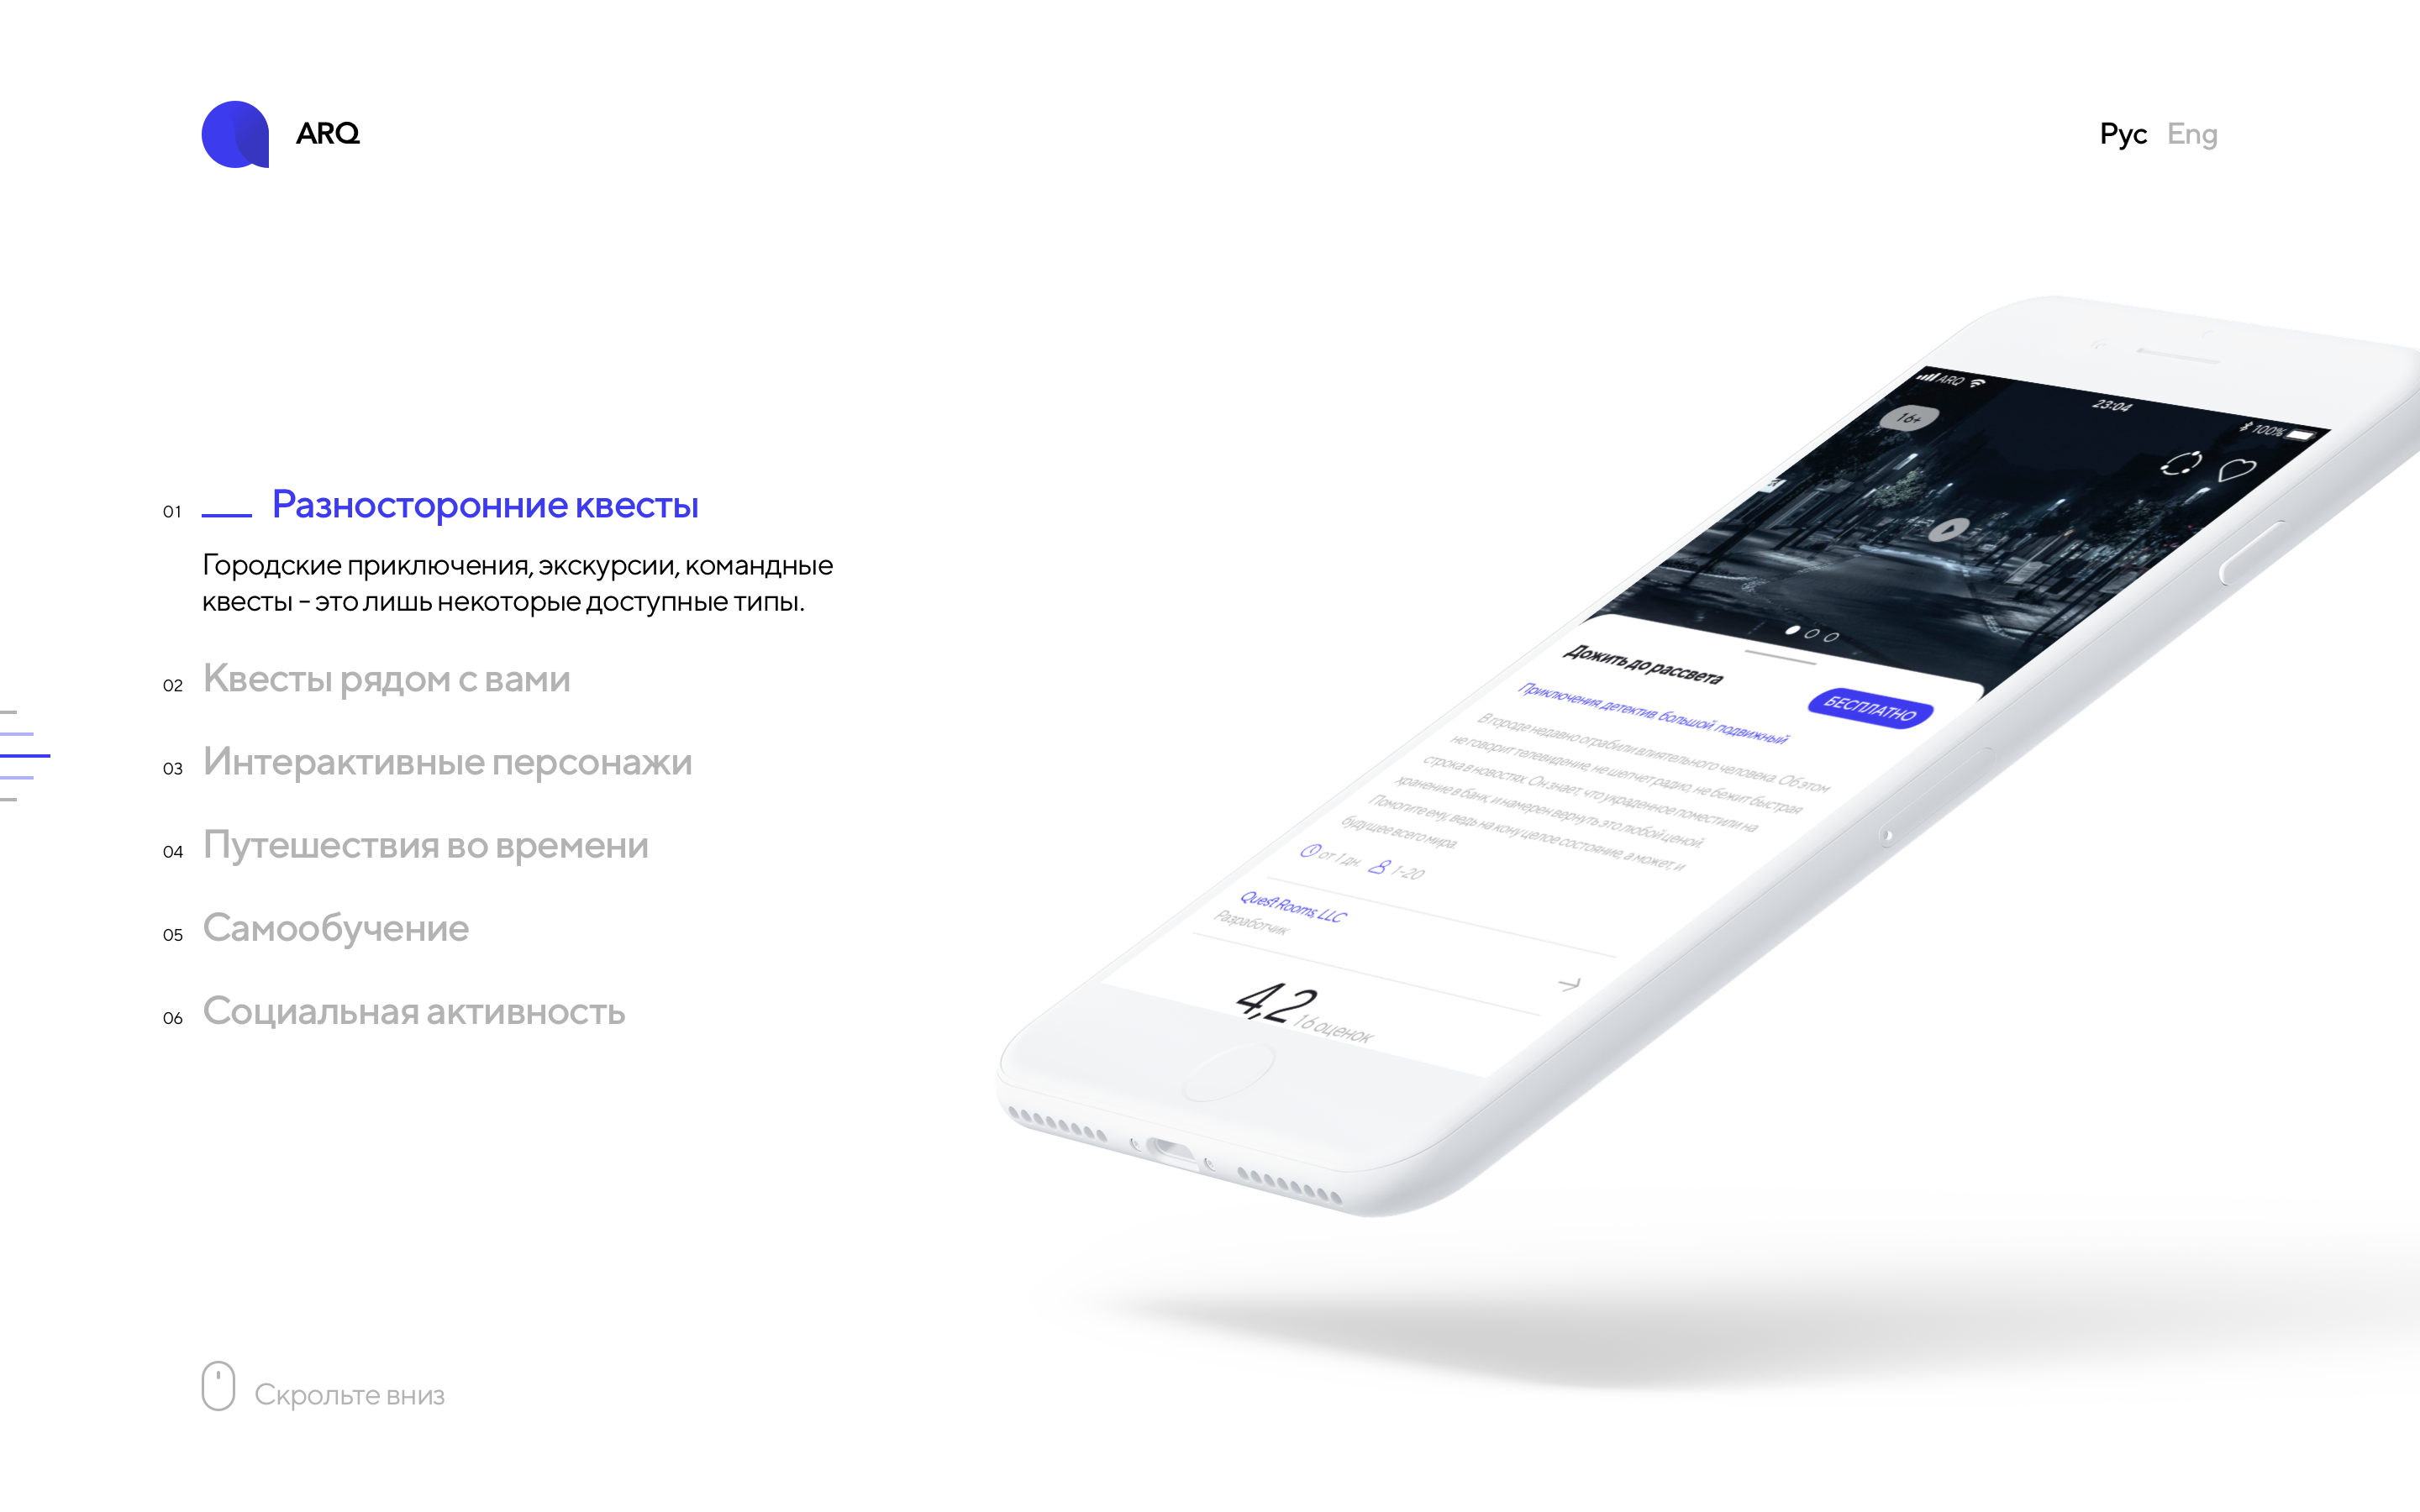 ARQ
Рус Eng
01 Разносторонние квесты
Городские приключения, экскурсии, командные
квесты - это лишь некоторые доступные типы.
02 Квесты рядом с вами
03 Интерактивные персонажи
04 Путешествия во времени
05 Самообучение
06 Социальная активность
Скрольте вниз
ARQ
23:04
100%
16+
Дожить до рассвета
БЕСПЛАТНО
Приключения, детектив, большой, подвижный
В городе недавно ограбили влиятельного человека. Об этом
не говорит телевидение, не шепчет радио, не бежит быстрая
строка в новостях. Он знает, что украденное поместили на
хранение в банк, и намерен вернуть это любой ценой.
Помогите ему, ведь на кону целое состояние, а может, и
будущее всего мира.
от 1 дн. 1-20
Quest Rooms, LLC
Разработчик
4,2 16 оценок